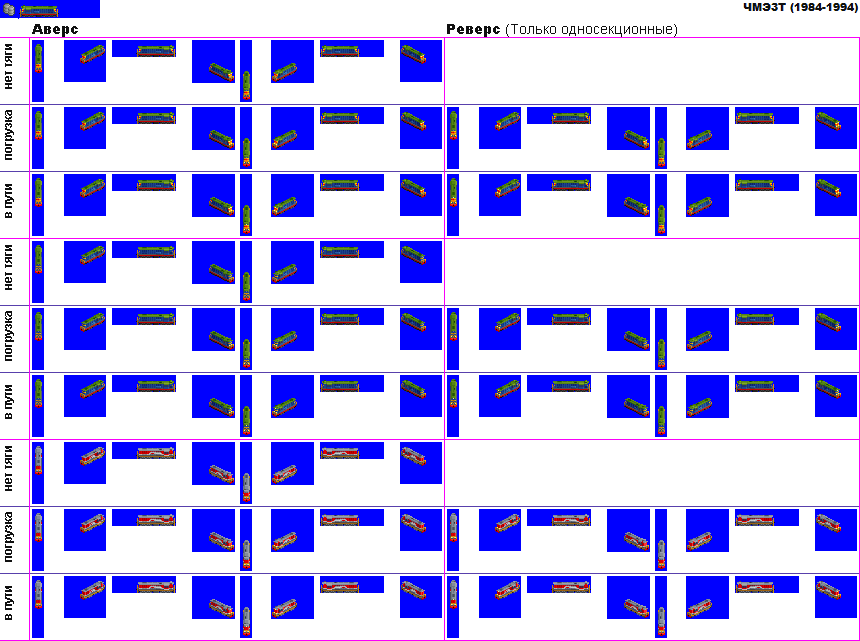 ЧМЭ3Т (1984-1994)
Аверс
Реверс (Только односекционные)
нет тяги
погрузка
в пути
нет тяги
погрузка
в пути
нет тяги
погрузка
в пути